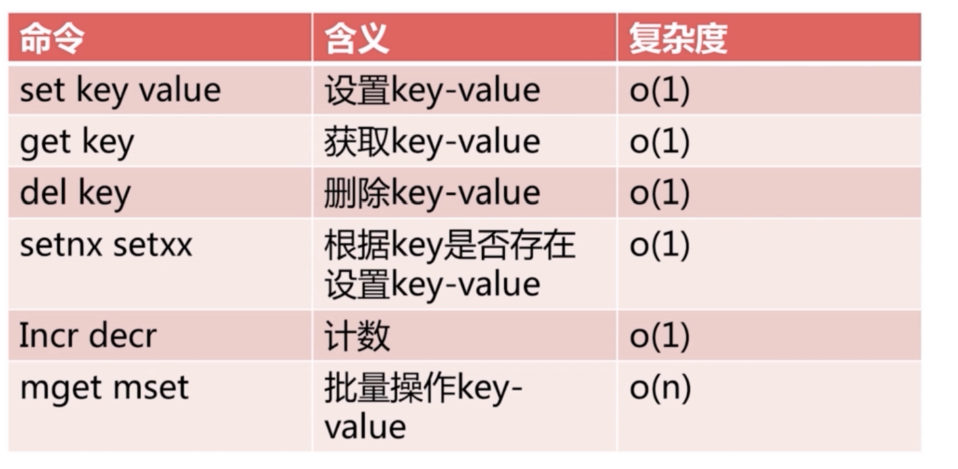 命令 含义 复杂度
set key value 设置key-value o(1)
get key 获取key-value o(1)
del key 删除key-value o(1)
setnx setxx 根据key是否存在 o(1)
设置key-value
Incr decr 计数 o(1)
mget mset 批量操作key- o(n)
value